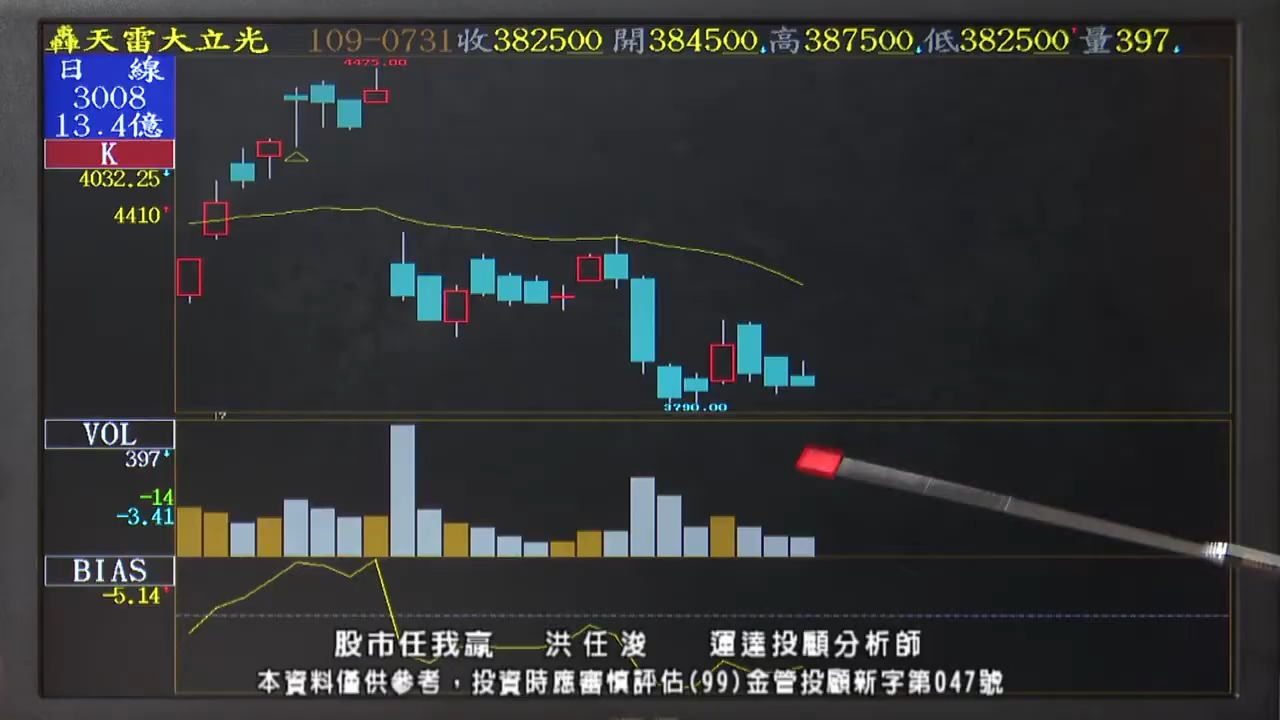 轟天雷大立光 109-0731收382500 開384500 高387500 低382500 量397
日 線
3008
13.4億
K
4032.25
4410
4475.00
3790.00
17
VOL
397
-14
-3.41
BIAS
-5.14
股市任我贏 洪任浚 運達投顧分析師
本資料僅供參考，投資時應審慎評估(99)金管投顧新字第047號